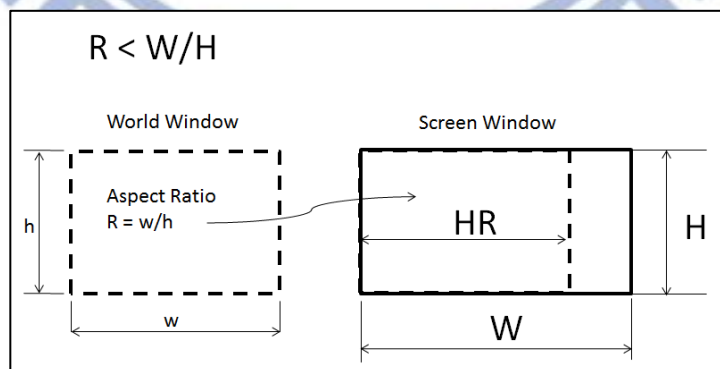 R < W/H
World Window
Screen Window
Aspect Ratio
R = w/h
h
HR
H
w
W